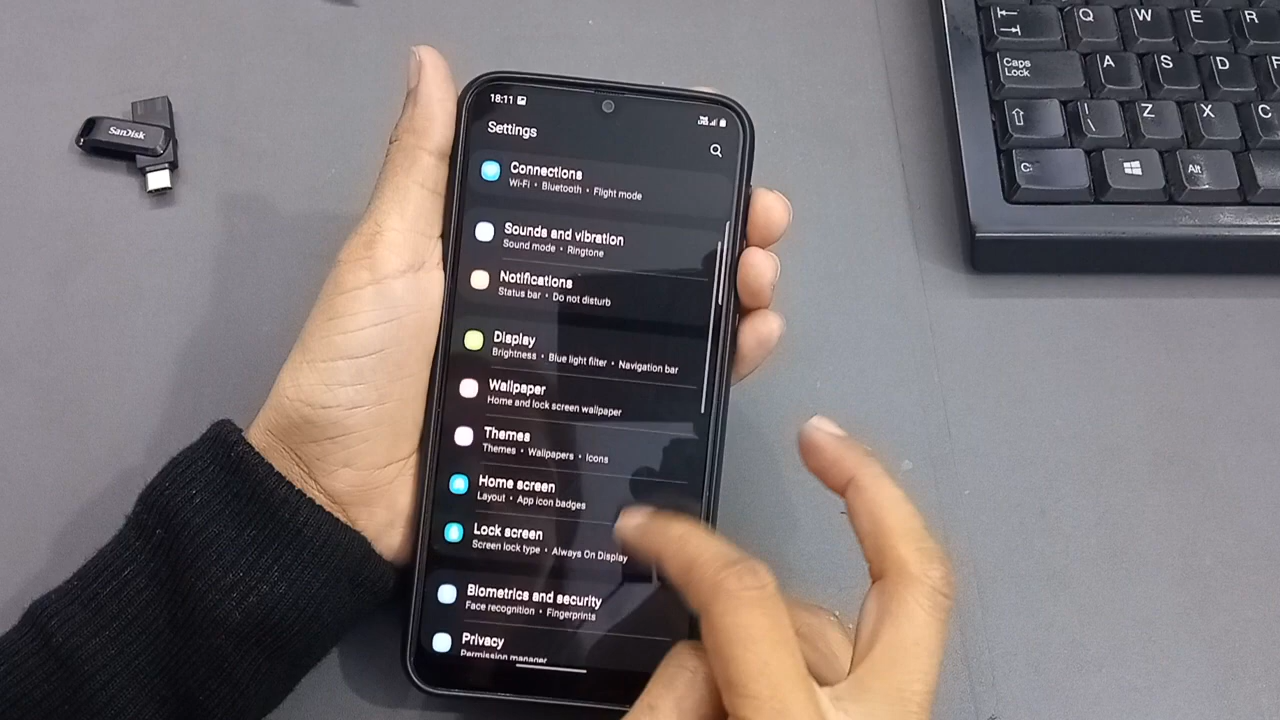 SanDisk
18:11
Settings
Connections
Wi-Fi • Bluetooth • Flight mode
Sounds and vibration
Sound mode • Ringtone
Notifications
Status bar • Do not disturb
Display
Brightness • Blue light filter • Navigation bar
Wallpaper
Home and lock screen wallpaper
Themes
Themes • Wallpapers • Icons
Home screen
Layout • App icon badges
Lock screen
Screen lock type • Always On Display
Biometrics and security
Face recognition • Fingerprints
Privacy
Permission manager
Q W E R
Caps Lock A S D F
\ Z X C
Alt